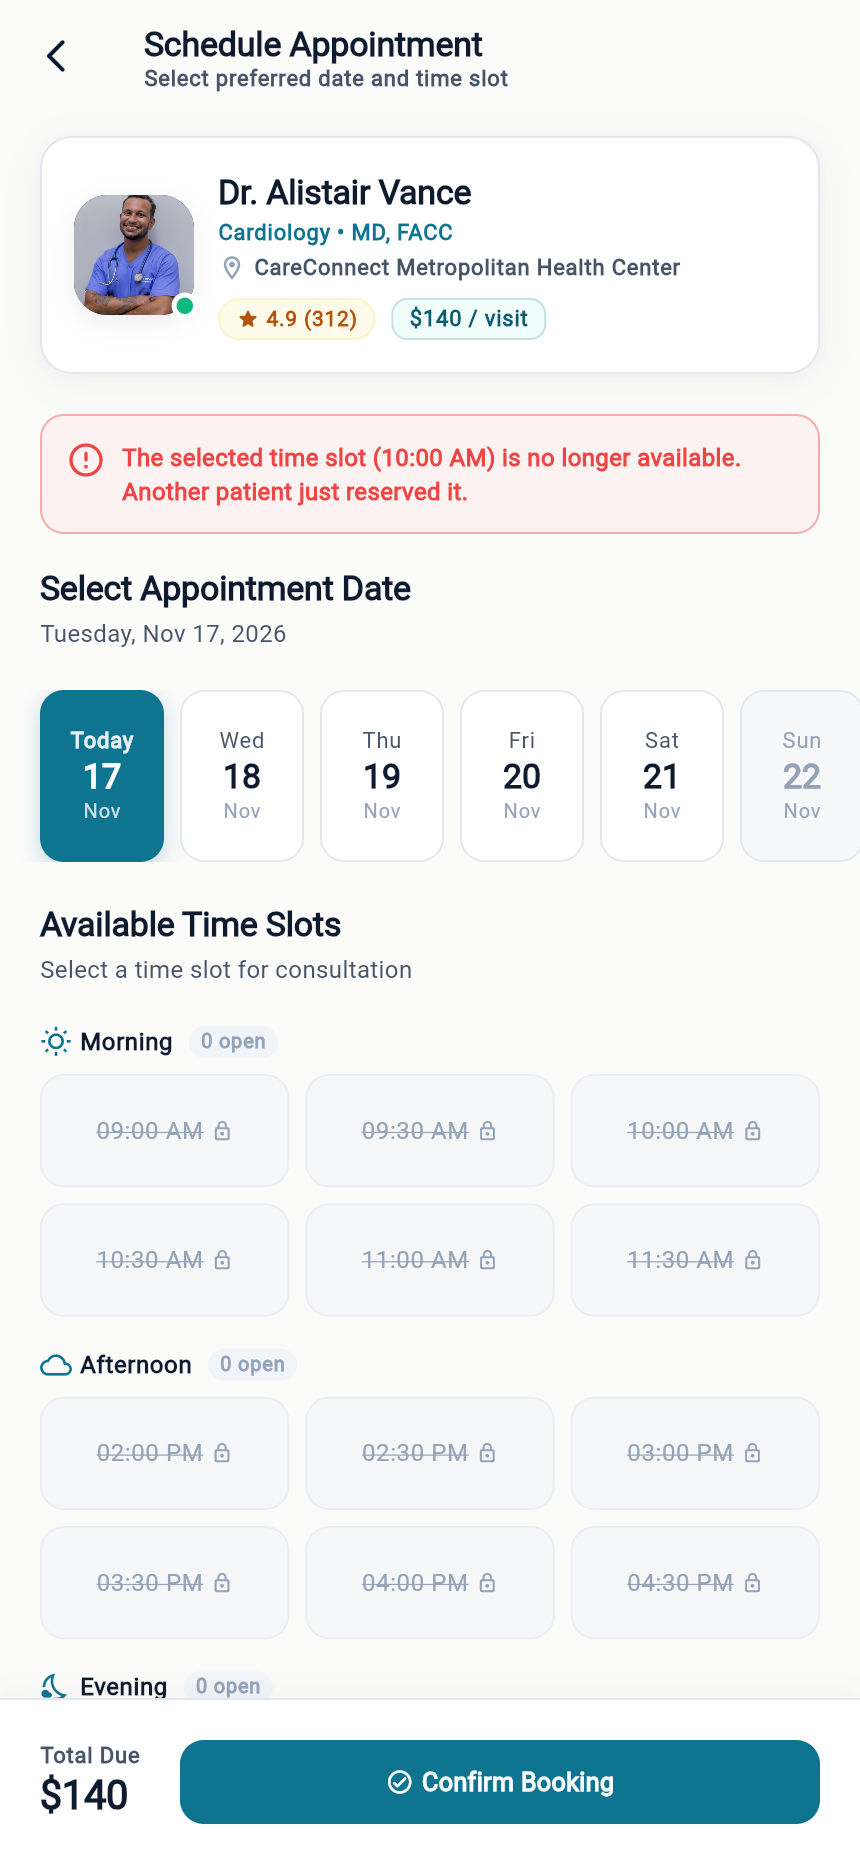 Schedule Appointment
Select preferred date and time slot
Dr. Alistair Vance
Cardiology • MD, FACC
CareConnect Metropolitan Health Center
★ 4.9 (312)
$140 / visit
The selected time slot (10:00 AM) is no longer available.
Another patient just reserved it.
Select Appointment Date
Tuesday, Nov 17, 2026
Today
17
Nov
Wed
18
Nov
Thu
19
Nov
Fri
20
Nov
Sat
21
Nov
Sun
22
Nov
Available Time Slots
Select a time slot for consultation
Morning 0 open
09:00 AM 09:30 AM 10:00 AM
10:30 AM 11:00 AM 11:30 AM
Afternoon 0 open
02:00 PM 02:30 PM 03:00 PM
03:30 PM 04:00 PM 04:30 PM
Evening 0 open
Total Due
$140
Confirm Booking